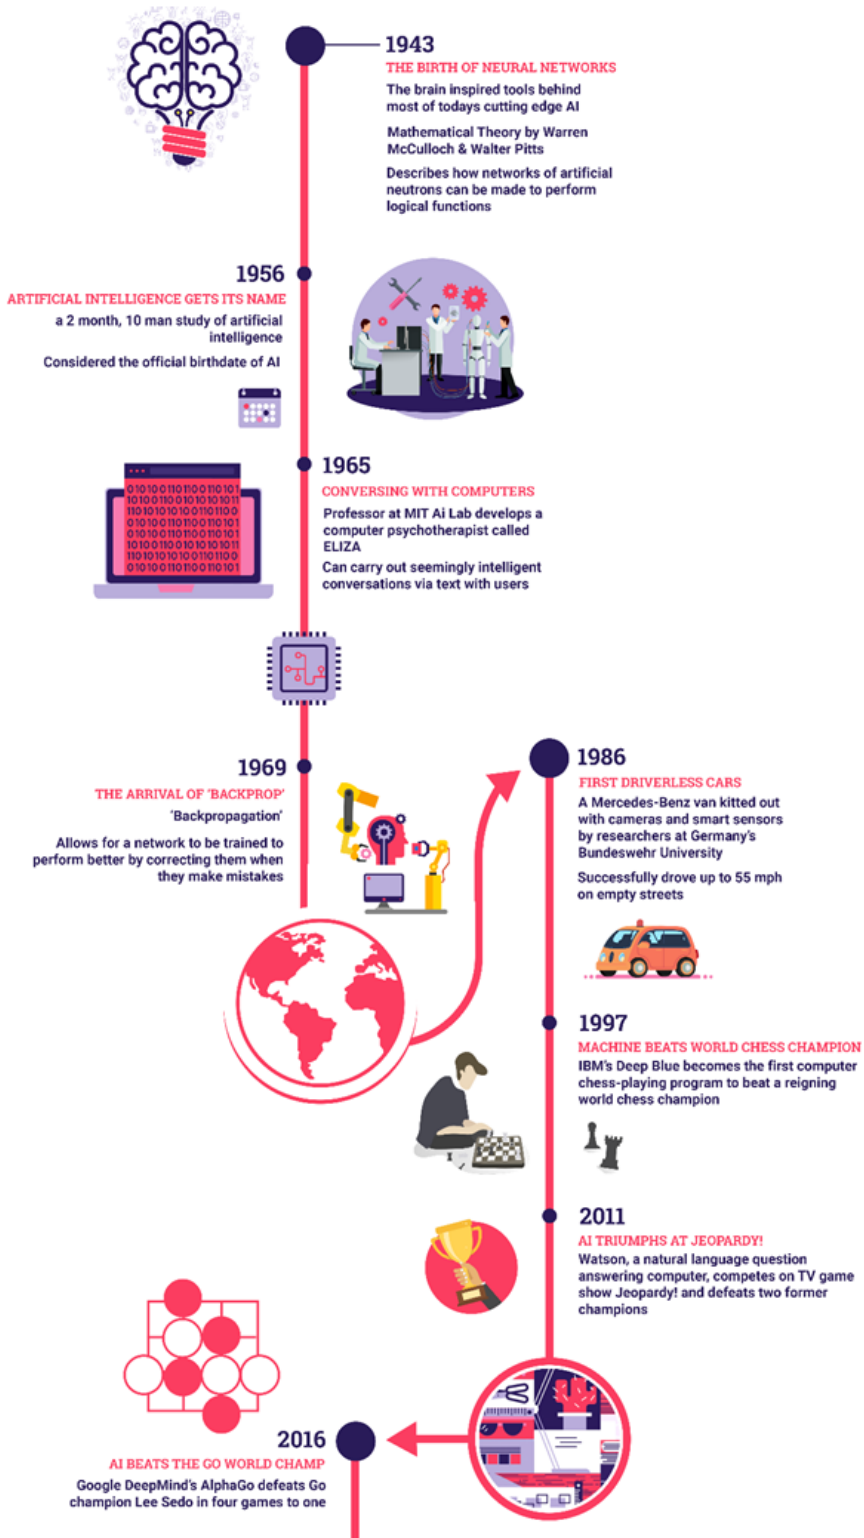 1943
THE BIRTH OF NEURAL NETWORKS
The brain inspired tools behind
most of todays cutting edge AI
Mathematical Theory by Warren
McCulloch & Walter Pitts
Describes how networks of artificial
neutrons can be made to perform
logical functions
1956
ARTIFICIAL INTELLIGENCE GETS ITS NAME
a 2 month, 10 man study of artificial
intelligence
Considered the official birthdate of AI
1965
CONVERSING WITH COMPUTERS
Professor at MIT Ai Lab develops a
computer psychotherapist called
ELIZA
Can carry out seemingly intelligent
conversations via text with users
0101001101100110101
1010011001010101011
1101010101001101100
0101001101100110101
1010011001010101011
1101010101001101100
0101001101100110101
1969
THE ARRIVAL OF 'BACKPROP'
'Backpropagation'
Allows for a network to be trained to
perform better by correcting them when
they make mistakes
1986
FIRST DRIVERLESS CARS
A Mercedes-Benz van kitted out
with cameras and smart sensors
by researchers at Germany's
Bundeswehr University
Successfully drove up to 55 mph
on empty streets
1997
MACHINE BEATS WORLD CHESS CHAMPION
IBM's Deep Blue becomes the first computer
chess-playing program to beat a reigning
world chess champion
2011
AI TRIUMPHS AT JEOPARDY!
Watson, a natural language question
answering computer, competes on TV game
show Jeopardy! and defeats two former
champions
2016
AI BEATS THE GO WORLD CHAMP
Google DeepMind's AlphaGo defeats Go
champion Lee Sedo in four games to one